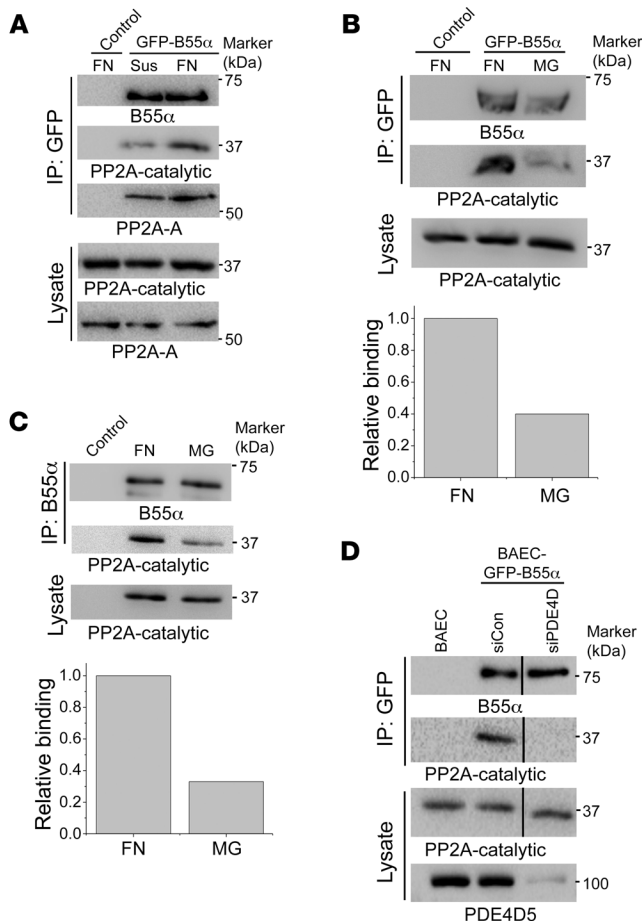 A
Control
GFP-B55α
Marker
(kDa)
FN
Sus
FN
IP: GFP
75
B55α
37
PP2A-catalytic
50
PP2A-A
Lysate
37
PP2A-catalytic
50
PP2A-A
B
Control
GFP-B55α
Marker
(kDa)
FN
FN
MG
IP: GFP
75
B55α
37
PP2A-catalytic
Lysate
37
PP2A-catalytic
Relative binding
1.0
0.8
0.6
0.4
0.2
0.0
FN
MG
C
Control
FN
MG
Marker
(kDa)
IP: B55α
75
B55α
37
PP2A-catalytic
Lysate
37
PP2A-catalytic
Relative binding
1.0
0.8
0.6
0.4
0.2
0.0
FN
MG
D
BAEC-
GFP-B55α
BAEC
siCon
siPDE4D
Marker
(kDa)
IP: GFP
75
B55α
37
PP2A-catalytic
Lysate
37
PP2A-catalytic
100
PDE4D5